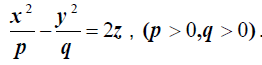 x²/p − y²/q = 2z , (p > 0,q > 0).